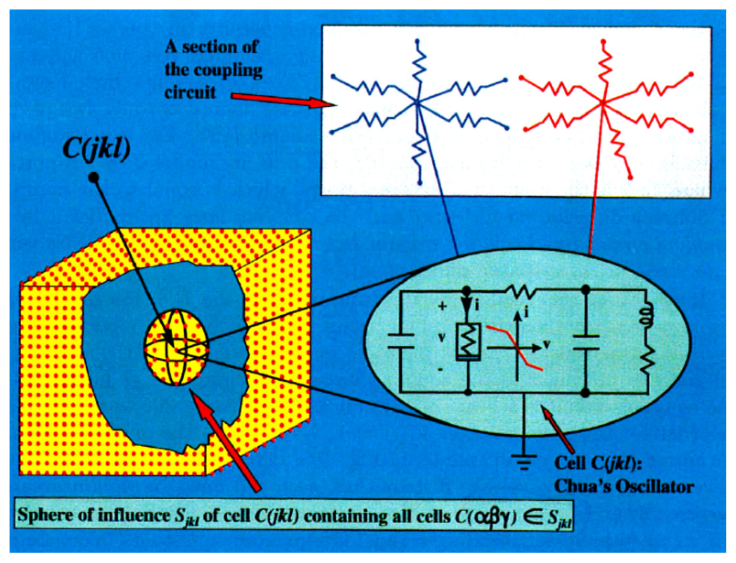 A section of
the coupling
circuit
C(jkl)
+ i i
v v
-
Cell C(jkl):
Chua's Oscillator
Sphere of influence Sjkl of cell C(jkl) containing all cells C(αβγ) ∈ Sjkl